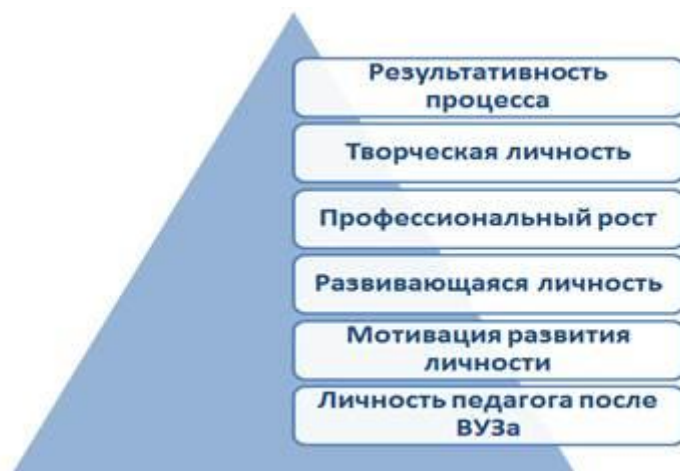 Результативность
процесса
Творческая личность
Профессиональный рост
Развивающаяся личность
Мотивация развития
личности
Личность педагога после
ВУЗа